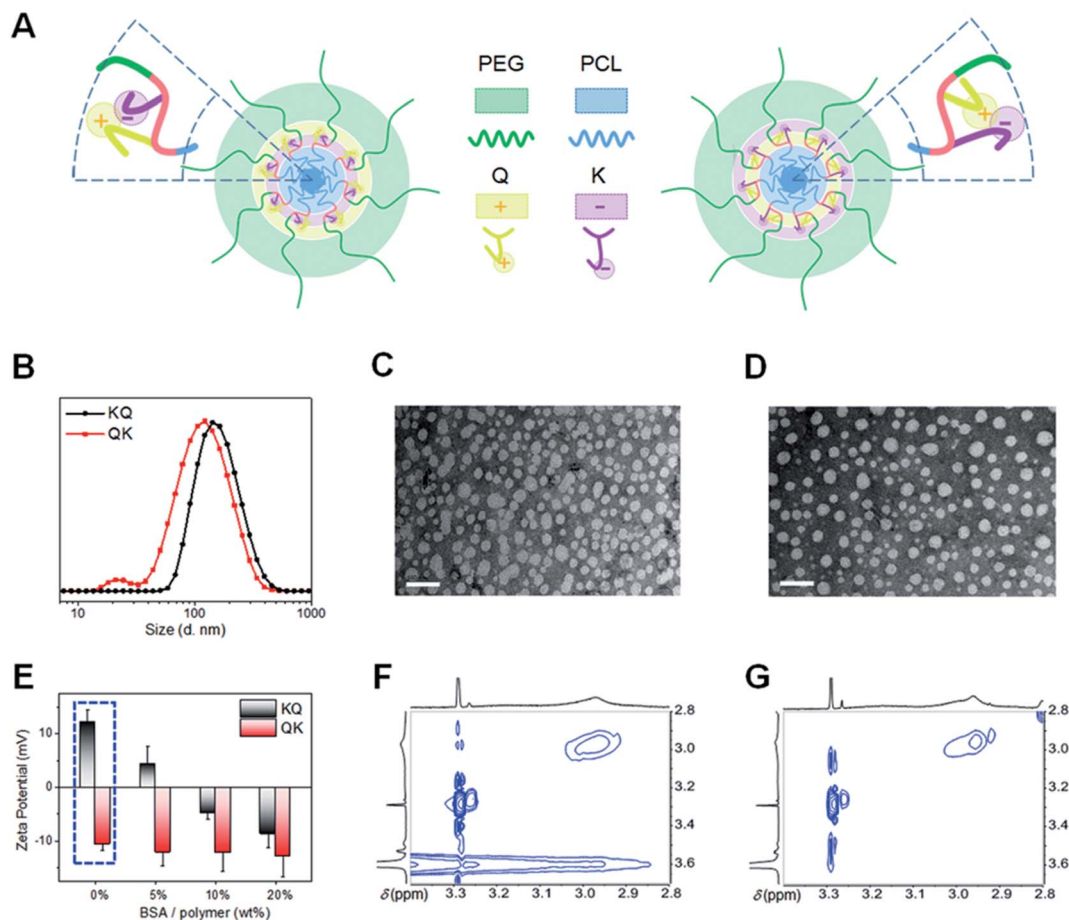 A
PEG PCL
Q K
+ -
+ -
+ -
+ -
B
KQ
QK
10 100 1000
Size (d. nm)
C
D
E
KQ
QK
Zeta Potential (mV)
10
0
-10
0% 5% 10% 20%
BSA / polymer (wt%)
F
2.8
3.0
3.2
3.4
3.6
δ(ppm) 3.3 3.2 3.1 3.0 2.9 2.8
G
2.8
3.0
3.2
3.4
3.6
δ(ppm) 3.3 3.2 3.1 3.0 2.9 2.8